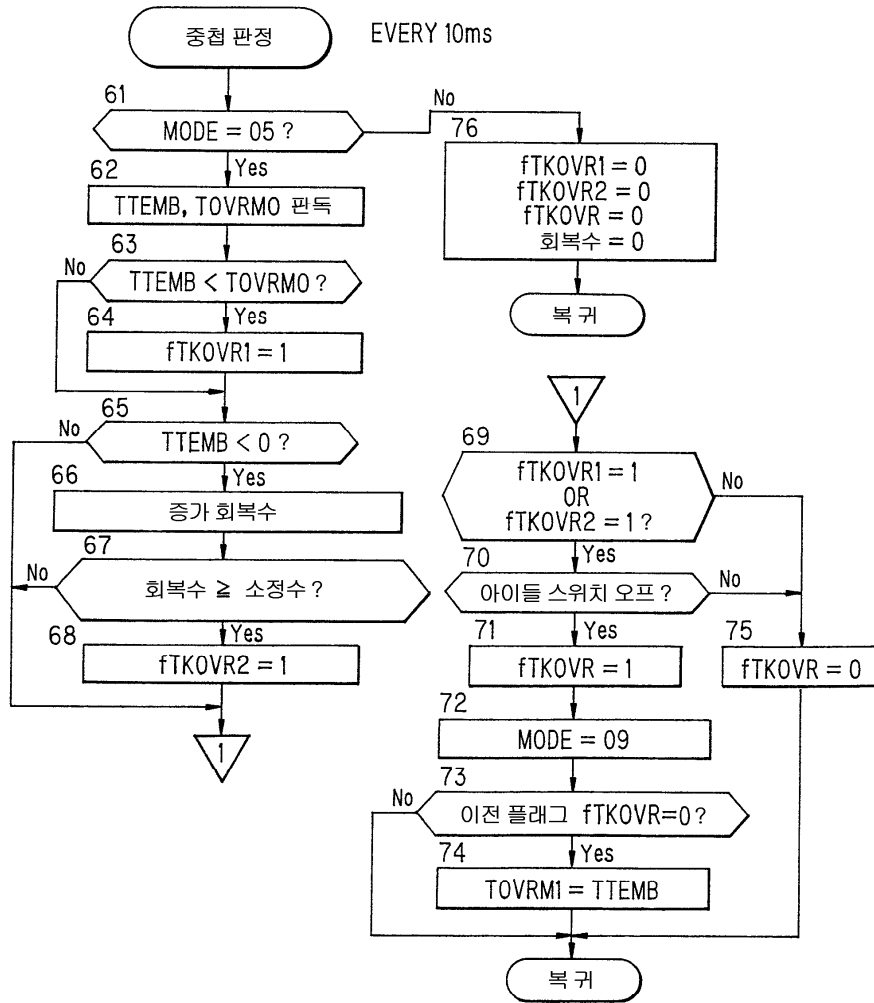 중첩 판정
EVERY 10ms
61
MODE = 05 ?
No
Yes
62
TTEMB, TOVRMO 판독
63
No
TTEMB < TOVRMO ?
Yes
64
fTKOVR1 = 1
65
No
TTEMB < 0 ?
Yes
66
증가 회복수
67
No
회복수 ≧ 소정수 ?
Yes
68
fTKOVR2 = 1
1
76
fTKOVR1 = 0
fTKOVR2 = 0
fTKOVR = 0
회복수 = 0
복 귀
1
69
fTKOVR1 = 1
OR
fTKOVR2 = 1 ?
No
Yes
70
아이들 스위치 오프 ?
No
Yes
71
fTKOVR = 1
75
fTKOVR = 0
72
MODE = 09
73
No
이전 플래그 fTKOVR=0 ?
Yes
74
TOVRM1 = TTEMB
복 귀